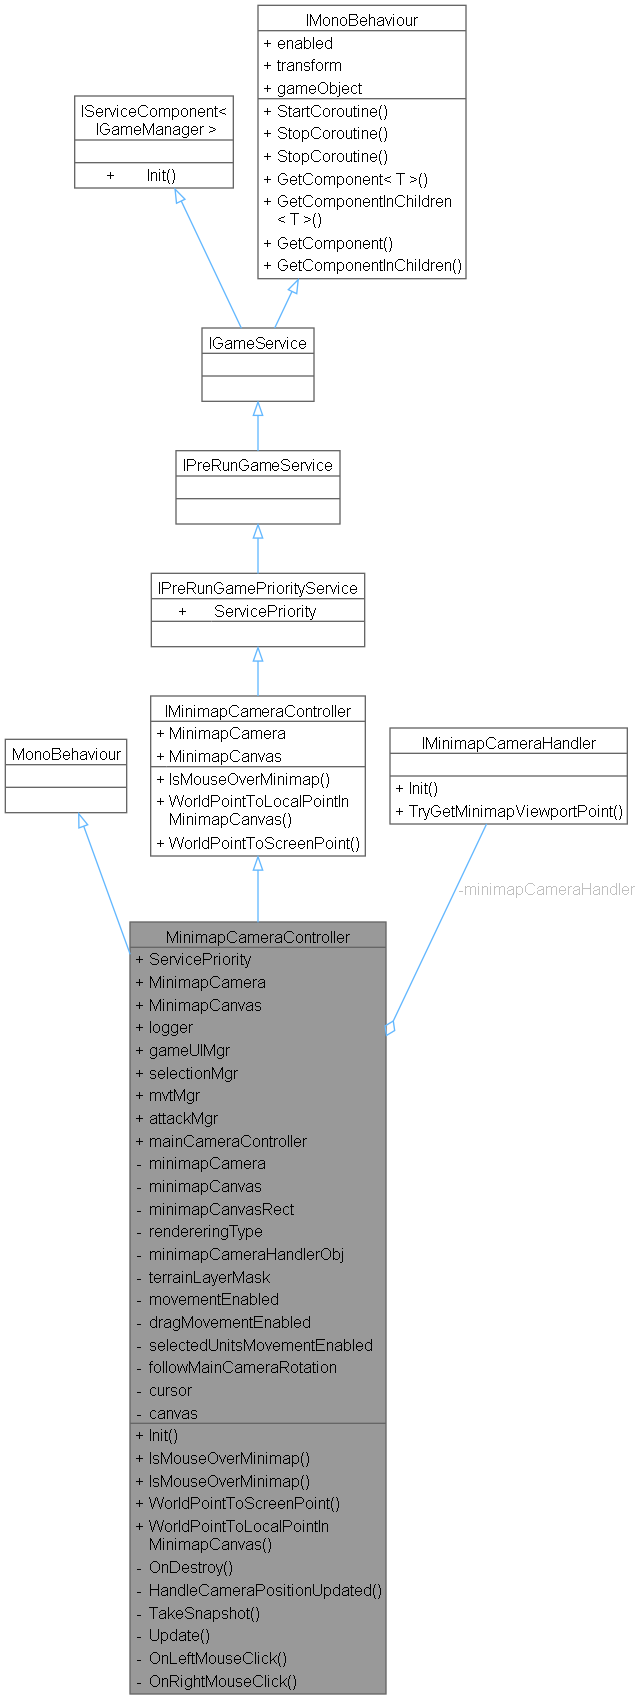 IMonoBehaviour
+ enabled
+ transform
+ gameObject
+ StartCoroutine()
+ StopCoroutine()
+ StopCoroutine()
+ GetComponent< T >()
+ GetComponentInChildren
< T >()
+ GetComponent()
+ GetComponentInChildren()
IServiceComponent<
IGameManager >
+ Init()
IGameService
IPreRunGameService
IPreRunGamePriorityService
+ ServicePriority
IMinimapCameraController
+ MinimapCamera
+ MinimapCanvas
+ IsMouseOverMinimap()
+ WorldPointToLocalPointIn
MinimapCanvas()
+ WorldPointToScreenPoint()
MonoBehaviour
IMinimapCameraHandler
+ Init()
+ TryGetMinimapViewportPoint()
-minimapCameraHandler
MinimapCameraController
+ ServicePriority
+ MinimapCamera
+ MinimapCanvas
+ logger
+ gameUIMgr
+ selectionMgr
+ mvtMgr
+ attackMgr
+ mainCameraController
- minimapCamera
- minimapCanvas
- minimapCanvasRect
- rendereringType
- minimapCameraHandlerObj
- terrainLayerMask
- movementEnabled
- dragMovementEnabled
- selectedUnitsMovementEnabled
- followMainCameraRotation
- cursor
- canvas
+ Init()
+ IsMouseOverMinimap()
+ IsMouseOverMinimap()
+ WorldPointToScreenPoint()
+ WorldPointToLocalPointIn
MinimapCanvas()
- OnDestroy()
- HandleCameraPositionUpdated()
- TakeSnapshot()
- Update()
- OnLeftMouseClick()
- OnRightMouseClick()